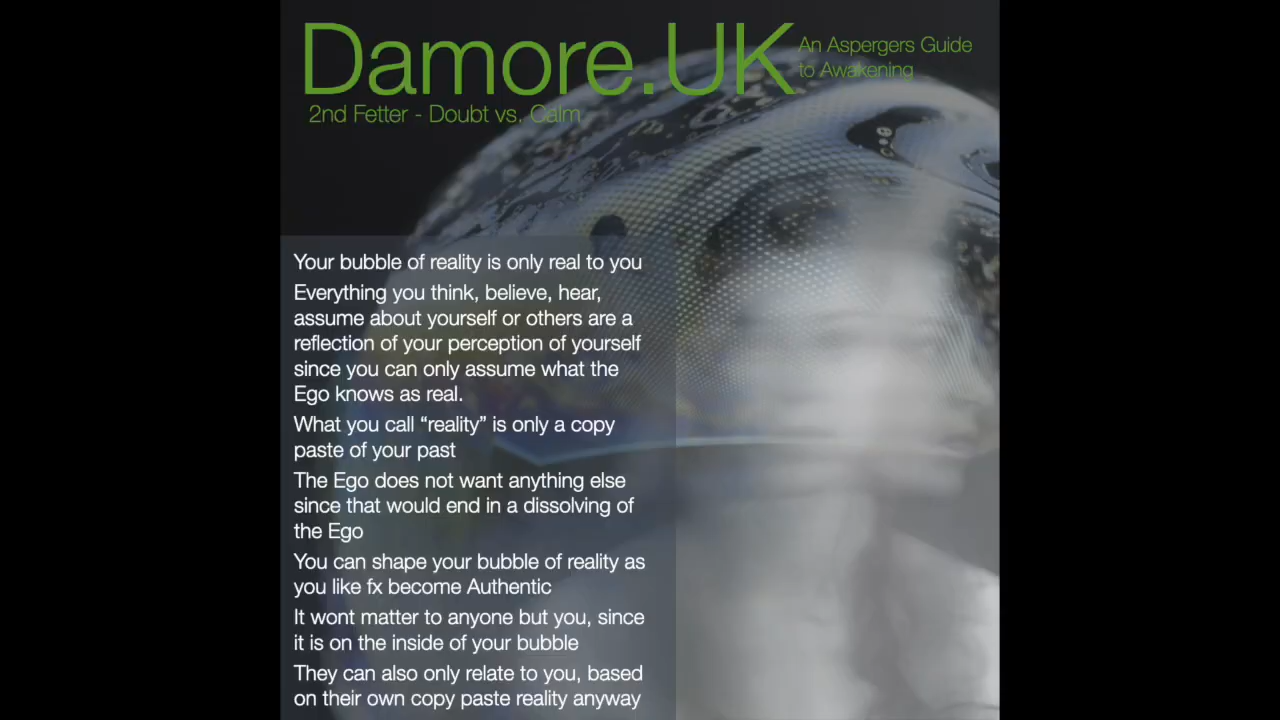 Damore.UK
An Aspergers Guide
to Awakening
2nd Fetter - Doubt vs. Calm
Your bubble of reality is only real to you
Everything you think, believe, hear,
assume about yourself or others are a
reflection of your perception of yourself
since you can only assume what the
Ego knows as real.
What you call “reality” is only a copy
paste of your past
The Ego does not want anything else
since that would end in a dissolving of
the Ego
You can shape your bubble of reality as
you like fx become Authentic
It wont matter to anyone but you, since
it is on the inside of your bubble
They can also only relate to you, based
on their own copy paste reality anyway